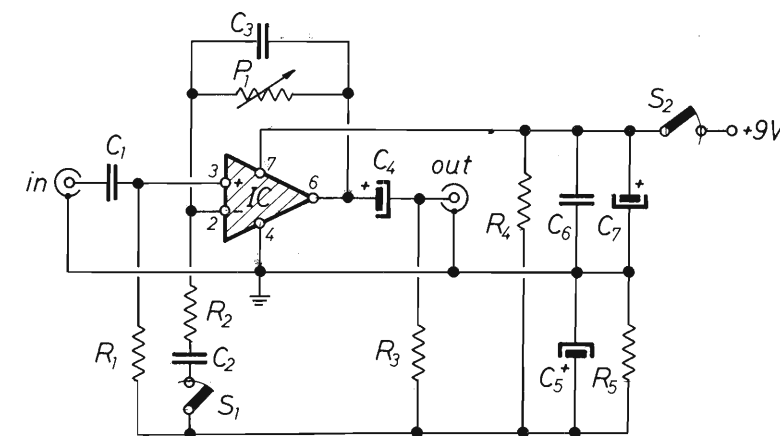 C3
P1
S2
+9V
C1
C4
out
in
3
+
7
6
+
IC
2
−
4
R4
C6
+
C7
R2
R1
C2
R3
C5
+
R5
S1